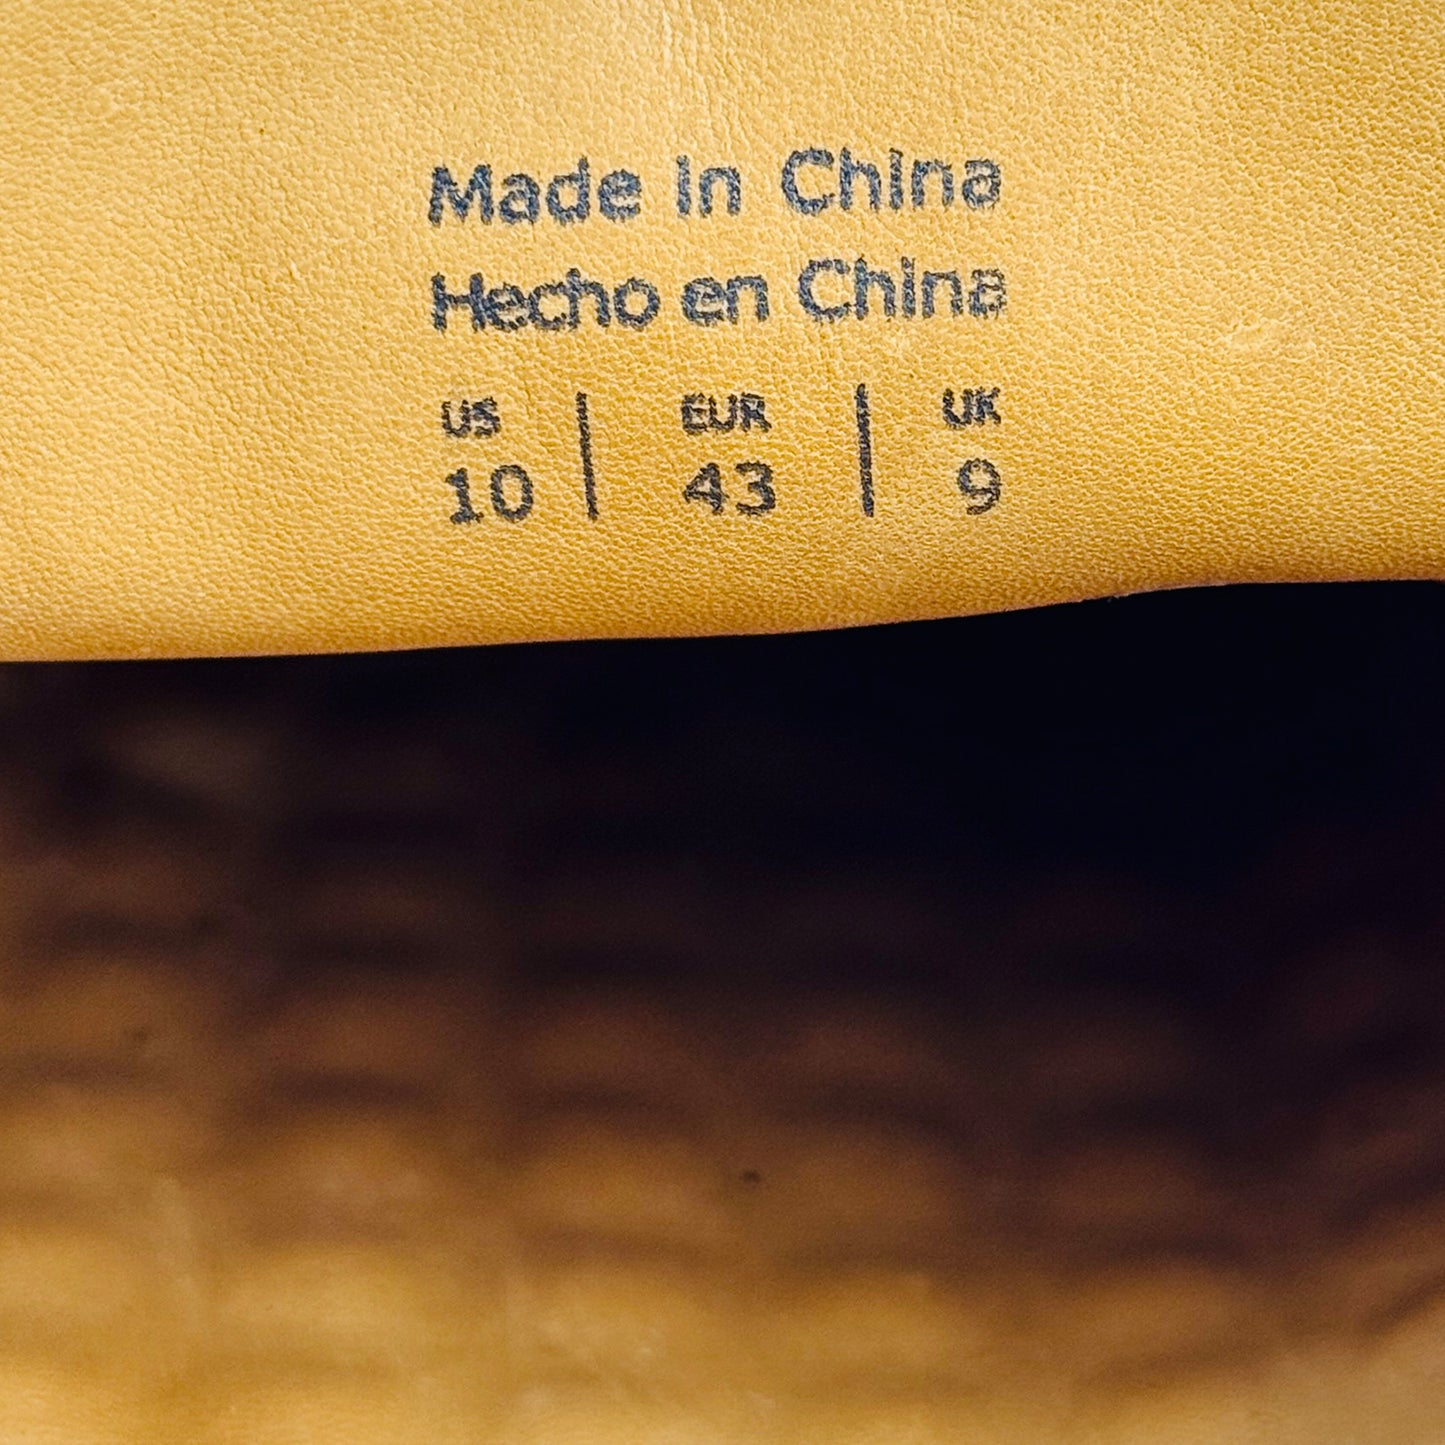 Made in China
Hecho en China
US | EUR | UK
10 | 43 | 9